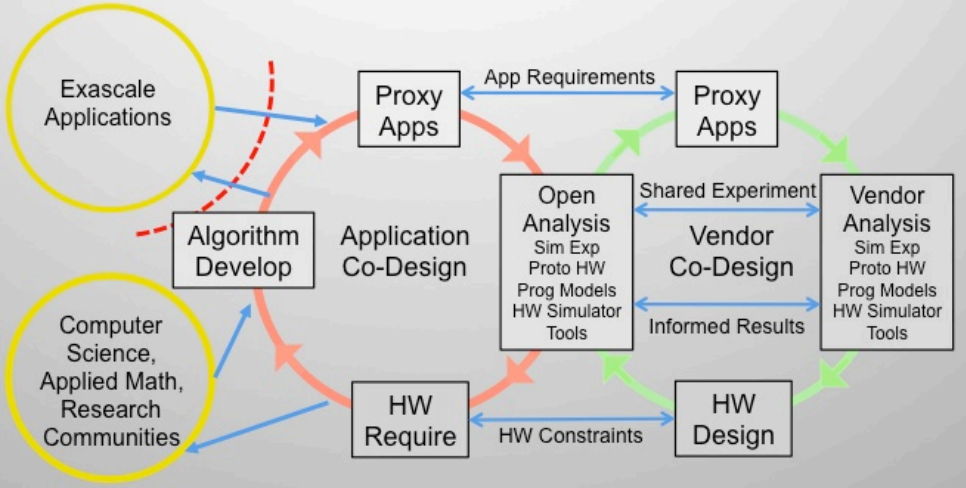 Exascale
Applications
Proxy
Apps
App Requirements
Proxy
Apps
Algorithm
Develop
Application
Co-Design
Open
Analysis
Sim Exp
Proto HW
Prog Models
HW Simulator
Tools
Shared Experiment
Vendor
Co-Design
Informed Results
Vendor
Analysis
Sim Exp
Proto HW
Prog Models
HW Simulator
Tools
Computer
Science,
Applied Math,
Research
Communities
HW
Require
HW Constraints
HW
Design